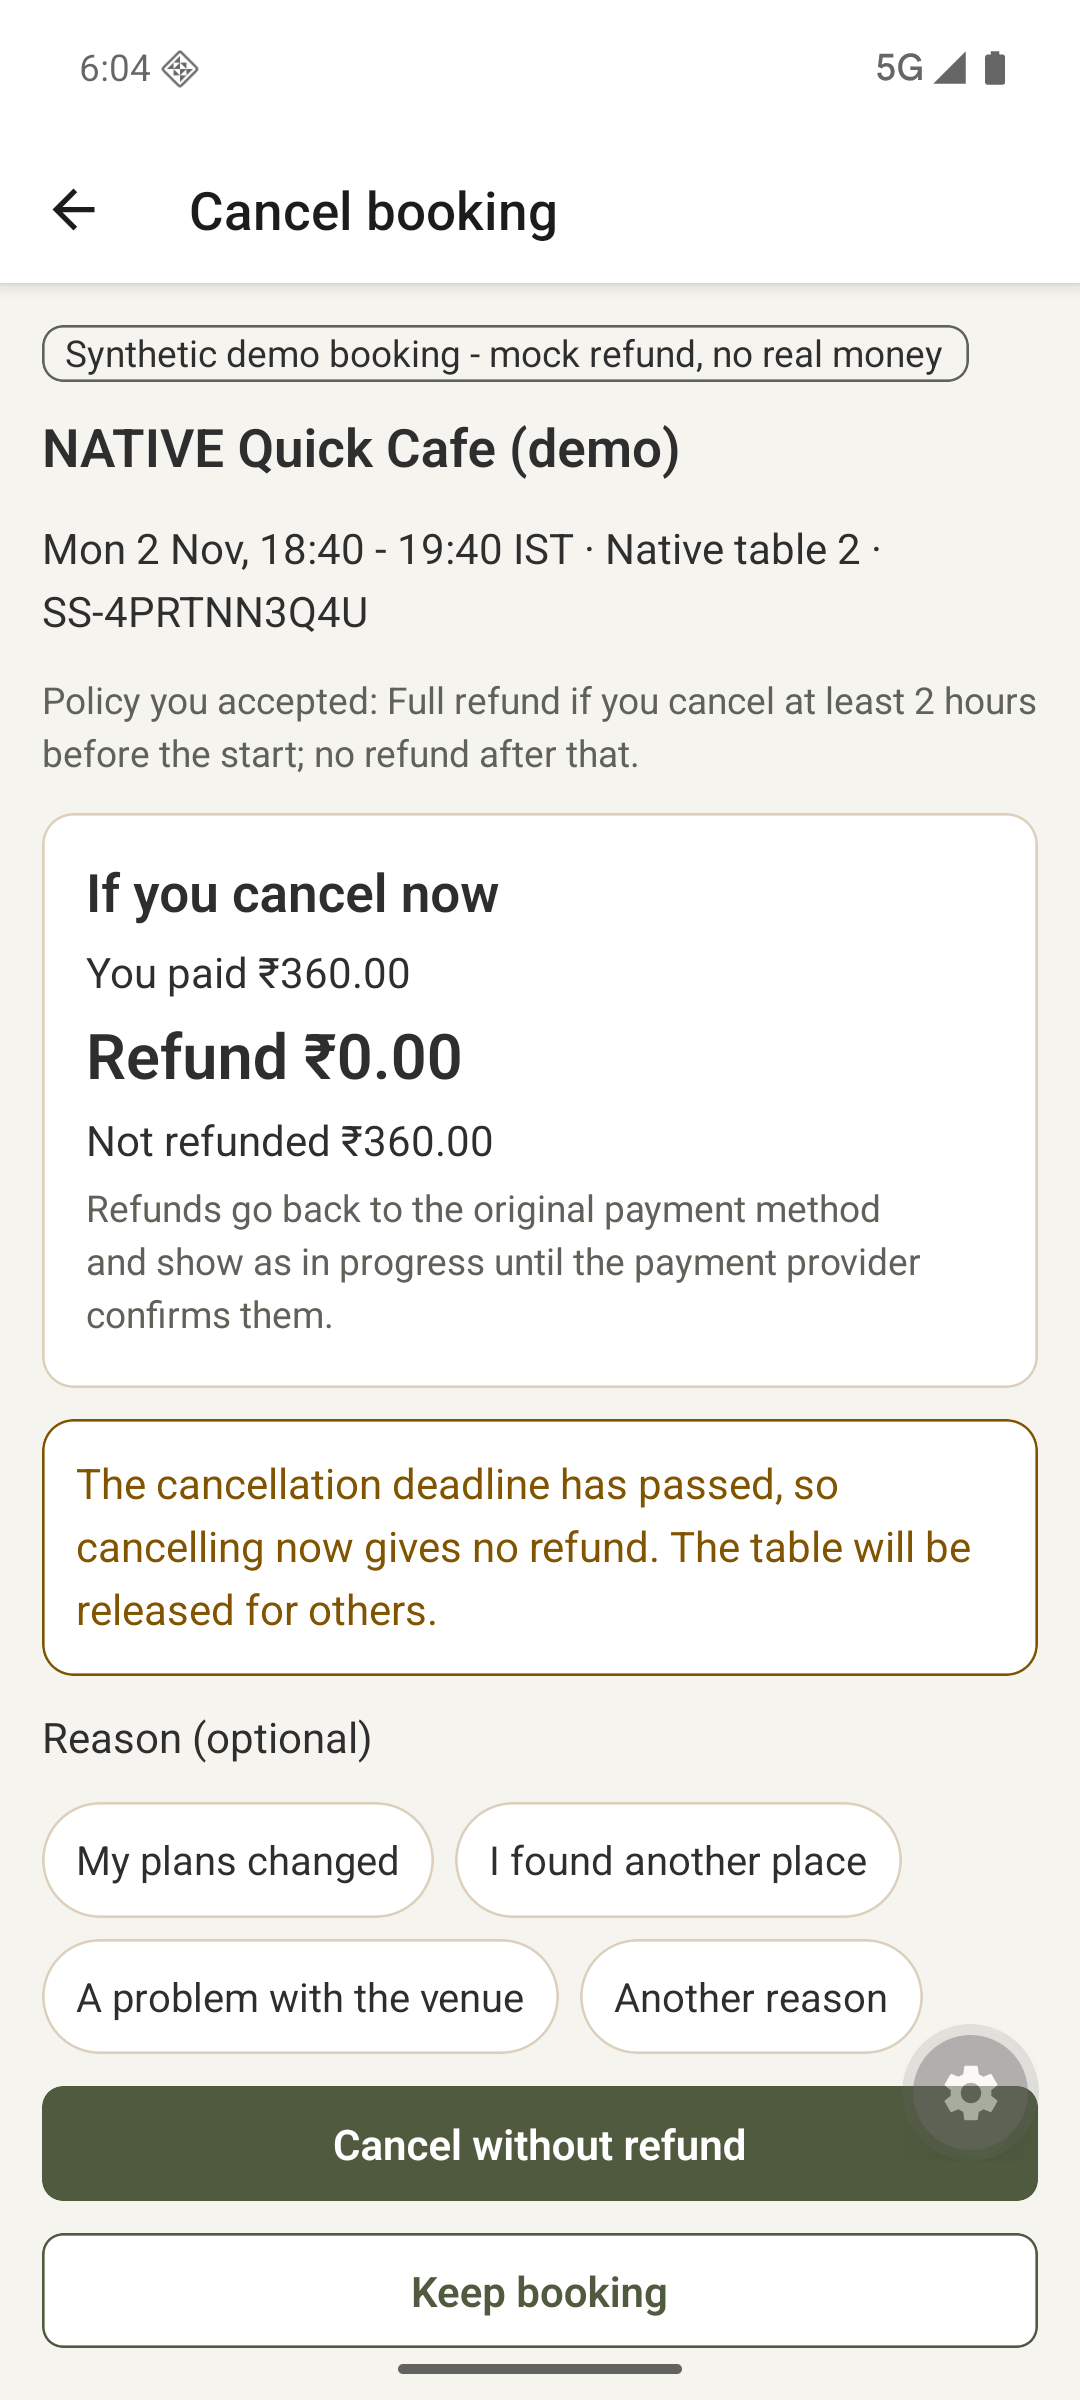 6:04
5G
Cancel booking
Synthetic demo booking - mock refund, no real money
NATIVE Quick Cafe (demo)
Mon 2 Nov, 18:40 - 19:40 IST · Native table 2 ·
SS-4PRTNN3Q4U
Policy you accepted: Full refund if you cancel at least 2 hours
before the start; no refund after that.
If you cancel now
You paid ₹360.00
Refund ₹0.00
Not refunded ₹360.00
Refunds go back to the original payment method
and show as in progress until the payment provider
confirms them.
The cancellation deadline has passed, so
cancelling now gives no refund. The table will be
released for others.
Reason (optional)
My plans changed
I found another place
A problem with the venue
Another reason
Cancel without refund
Keep booking